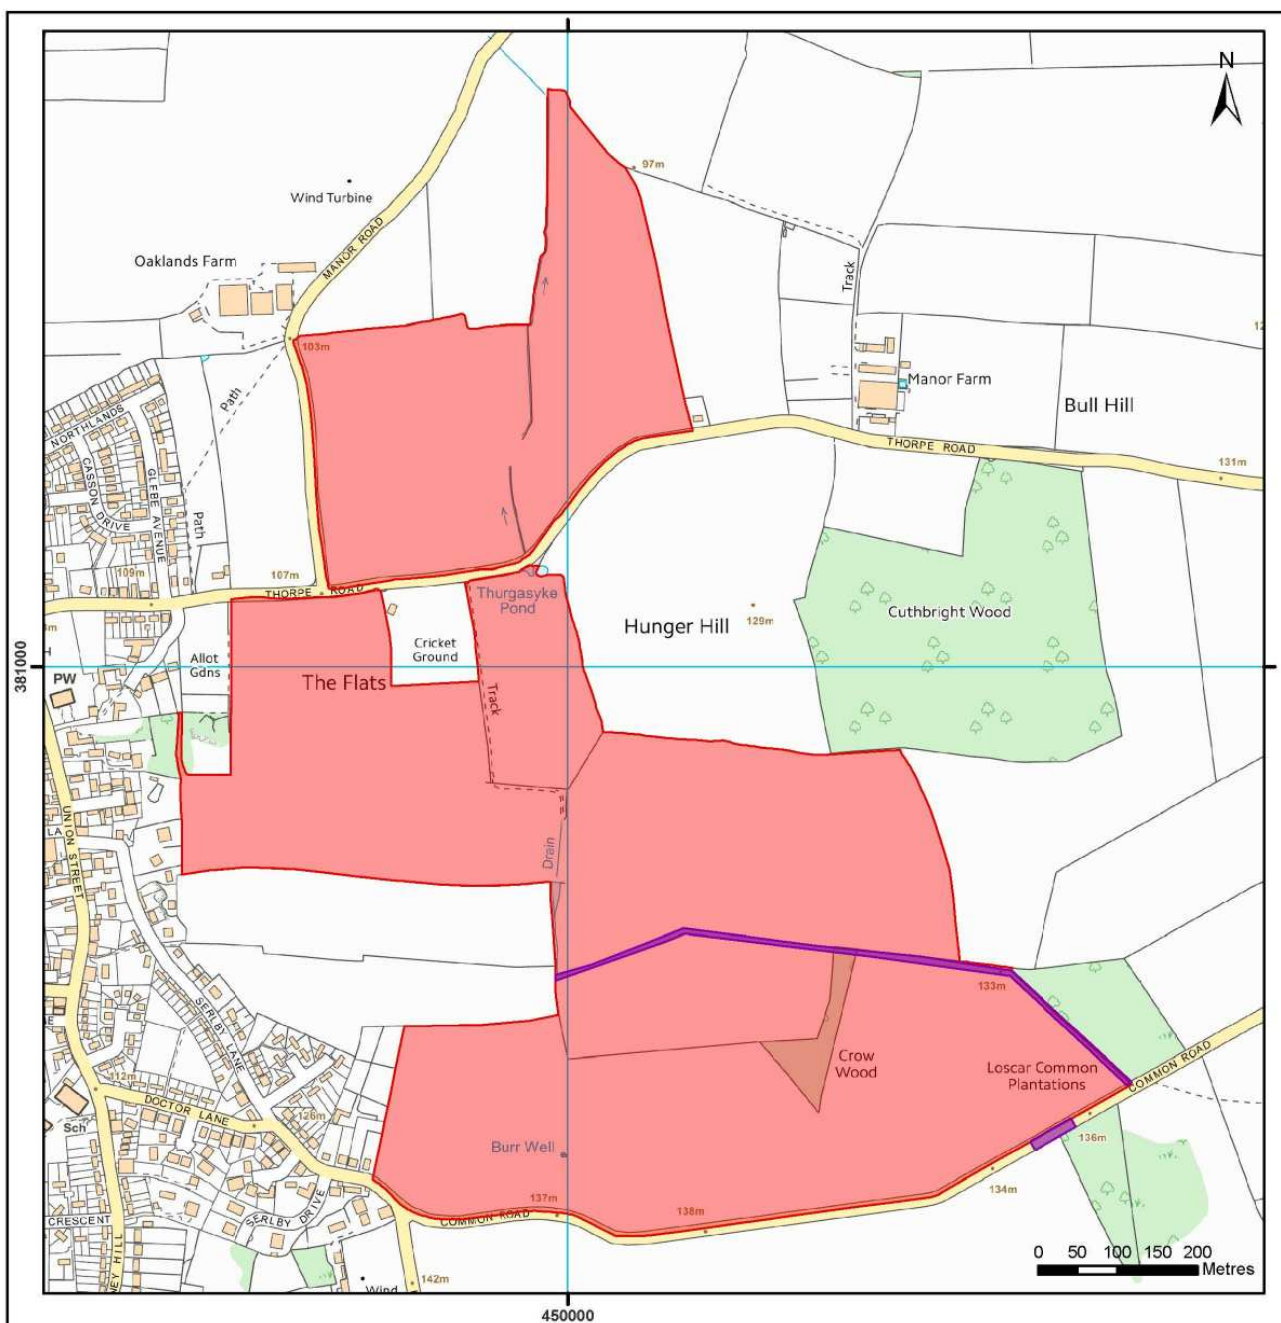 N
97m
Wind Turbine
MANOR ROAD
Oaklands Farm
Track
103m
Manor Farm
Bull Hill
Path
NORTHLANDS
CASSON DRIVE
GLEBE AVENUE
THORPE ROAD
131m
Path
109m
107m
THORPE ROAD
Thurgasyke
Pond
Hunger Hill
129m
Cuthbright Wood
Cricket
Ground
Allot
Gdns
381000
PW
The Flats
Track
UNION STREET
LA
Drain
133m
SERLBY LANE
Crow
Wood
Loscar Common
Plantations
COMMON ROAD
112m
DOCTOR LANE
126m
Sch
136m
Burr Well
134m
137m
138m
SERLBY DRIVE
COMMON ROAD
CRESCENT
NEY HILL
142m
Wind
0 50 100 150 200
Metres
450000